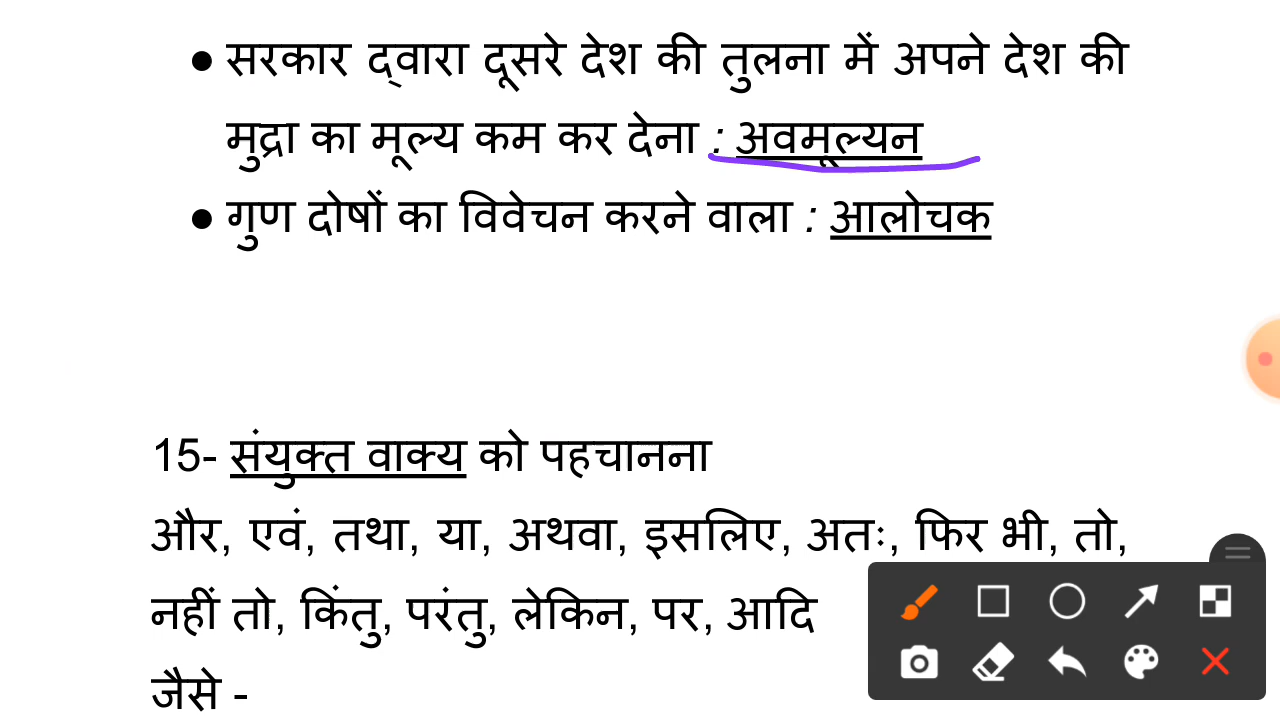 ● सरकार द्वारा दूसरे देश की तुलना में अपने देश की
मुद्रा का मूल्य कम कर देना : अवमूल्यन
● गुण दोषों का विवेचन करने वाला : आलोचक
15- संयुक्त वाक्य को पहचानना
और, एवं, तथा, या, अथवा, इसलिए, अतः, फिर भी, तो,
नहीं तो, किंतु, परंतु, लेकिन, पर, आदि
जैसे -